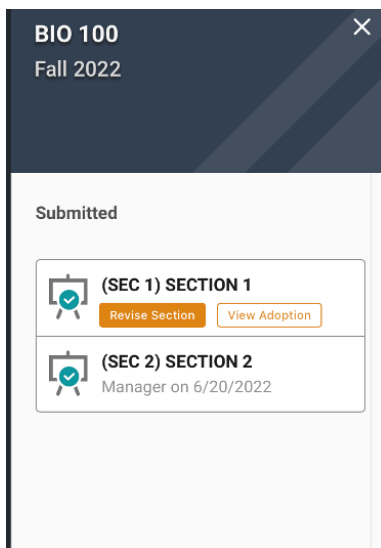 BIO 100
Fall 2022
Submitted
(SEC 1) SECTION 1
Revise Section View Adoption
(SEC 2) SECTION 2
Manager on 6/20/2022